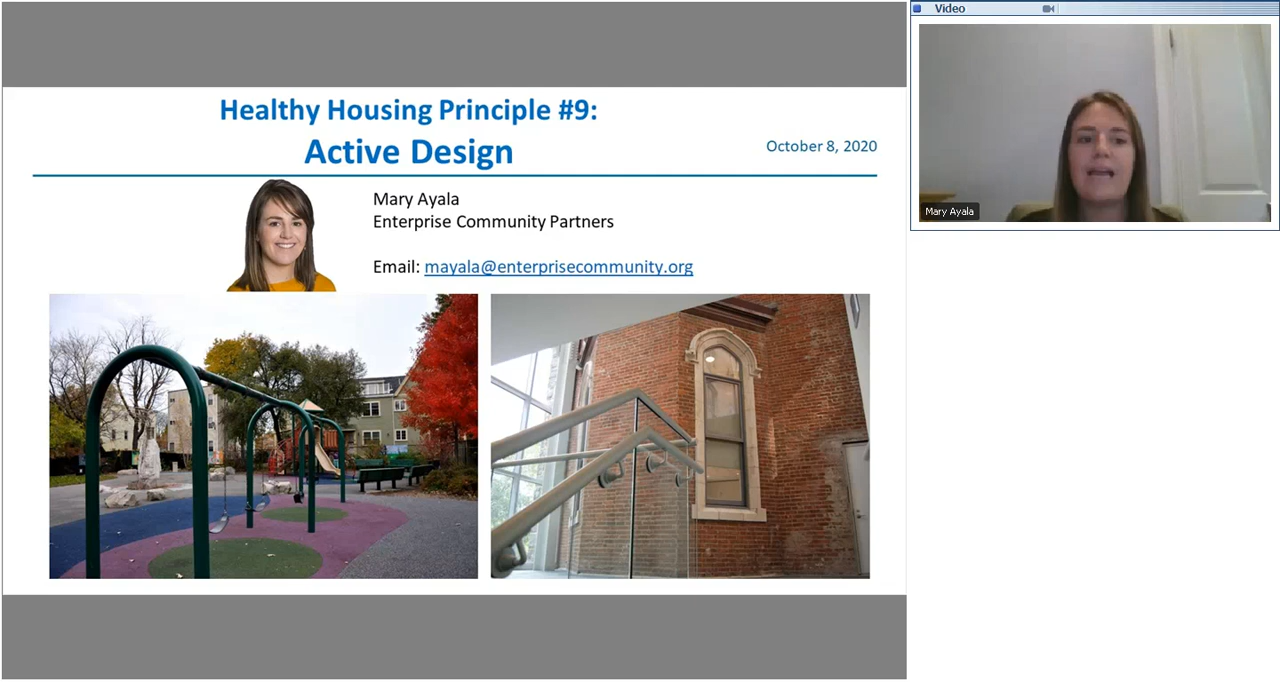 Healthy Housing Principle #9:
Active Design
October 8, 2020
Mary Ayala
Enterprise Community Partners
Email: mayala@enterprisecommunity.org
Video
Mary Ayala